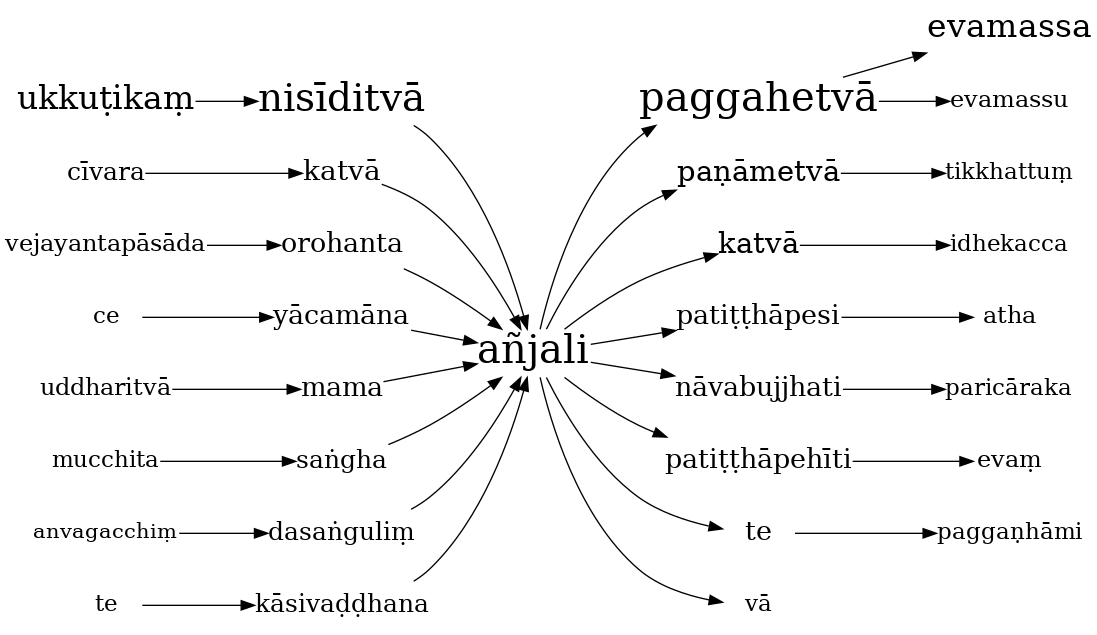 evamassa
ukkuṭikaṃ nisīditvā paggahetvā evamassu
cīvara katvā paṇāmetvā tikkhattuṃ
vejayantapāsāda orohanta katvā idhekacca
ce yācamāna patiṭṭhāpesi atha
añjali
uddharitvā mama nāvabujjhati paricāraka
mucchita saṅgha patiṭṭhāpehīti evaṃ
anvagacchiṃ dasaṅguliṃ te paggaṇhāmi
te kāsivaḍḍhana vā